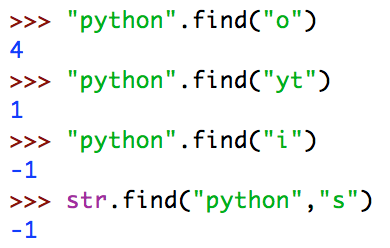 >>> "python".find("o")
4
>>> "python".find("yt")
1
>>> "python".find("i")
-1
>>> str.find("python","s")
-1